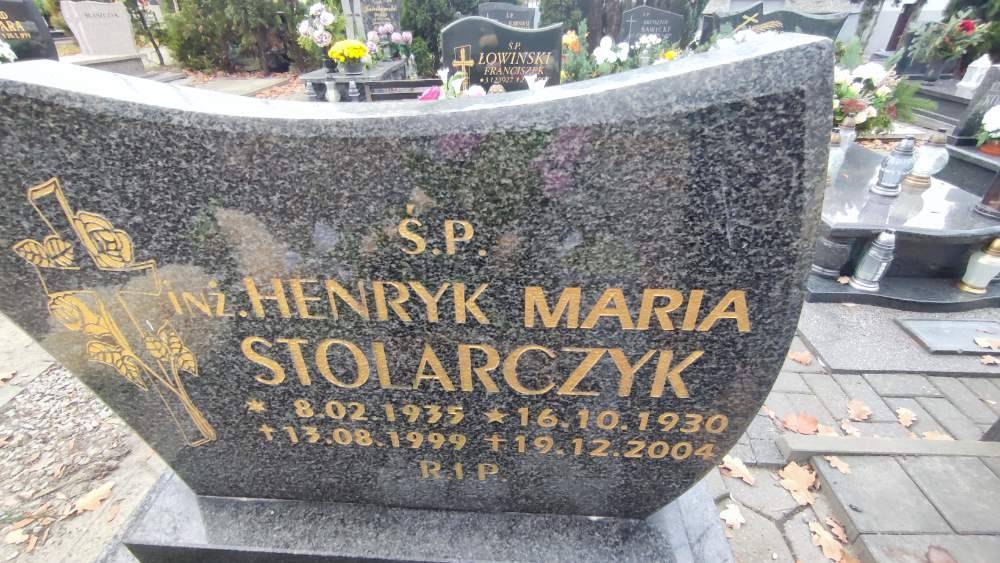 Ś.P.
ŁOWIŃSKI
FRANCISZEK
Ś.P.
INŻ. HENRYK MARIA
STOLARCZYK
* 8.02 1935 * 16.10.1930
+ 13.08.1999 + 19.12.2004
R.I.P.